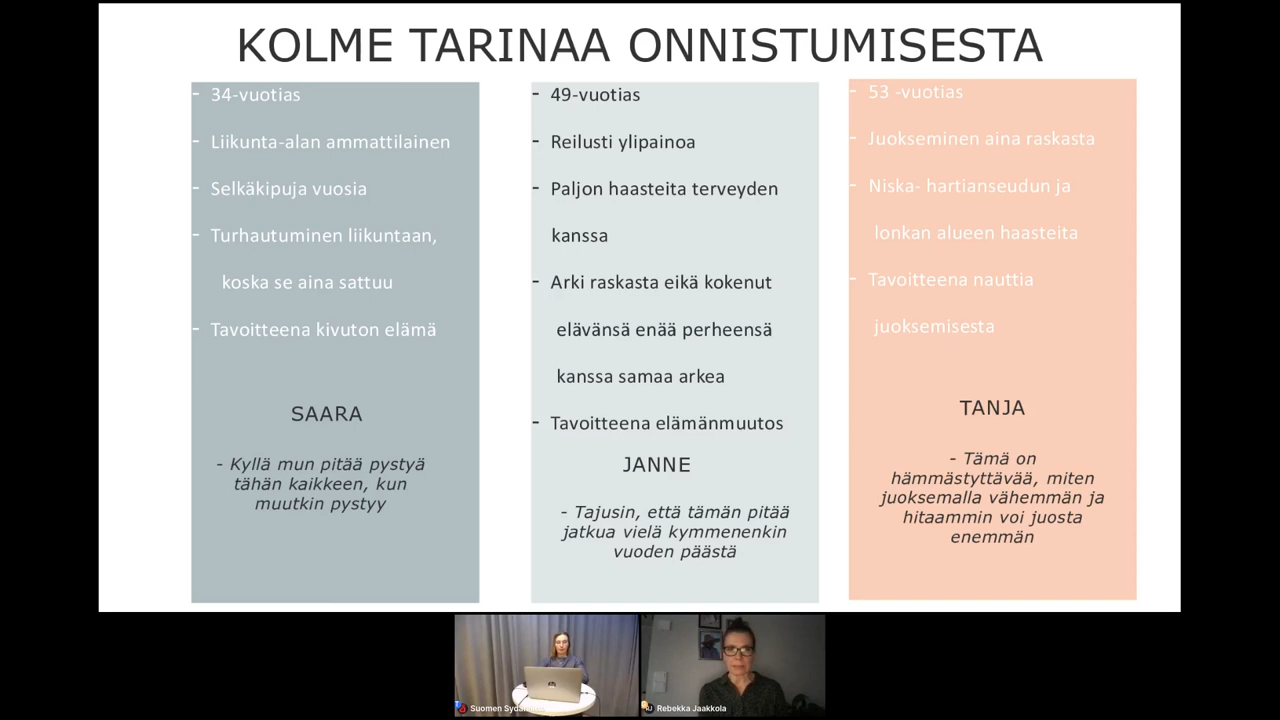 KOLME TARINAA ONNISTUMISESTA
- 34-vuotias
- Liikunta-alan ammattilainen
- Selkäkipuja vuosia
- Turhautuminen liikuntaan,
koska se aina sattuu
- Tavoitteena kivuton elämä
SAARA
- Kyllä mun pitää pystyä
tähän kaikkeen, kun
muutkin pystyy
- 49-vuotias
- Reilusti ylipainoa
- Paljon haasteita terveyden
kanssa
- Arki raskasta eikä kokenut
elävänsä enää perheensä
kanssa samaa arkea
- Tavoitteena elämänmuutos
JANNE
- Tajusin, että tämän pitää
jatkua vielä kymmenenkin
vuoden päästä
- 53 -vuotias
- Juokseminen aina raskasta
- Niska- hartianseudun ja
lonkan alueen haasteita
- Tavoitteena nauttia
juoksemisesta
TANJA
- Tämä on
hämmästyttävää, miten
juoksemalla vähemmän ja
hitaammin voi juosta
enemmän
Suomen
Rebekka Jaakkola